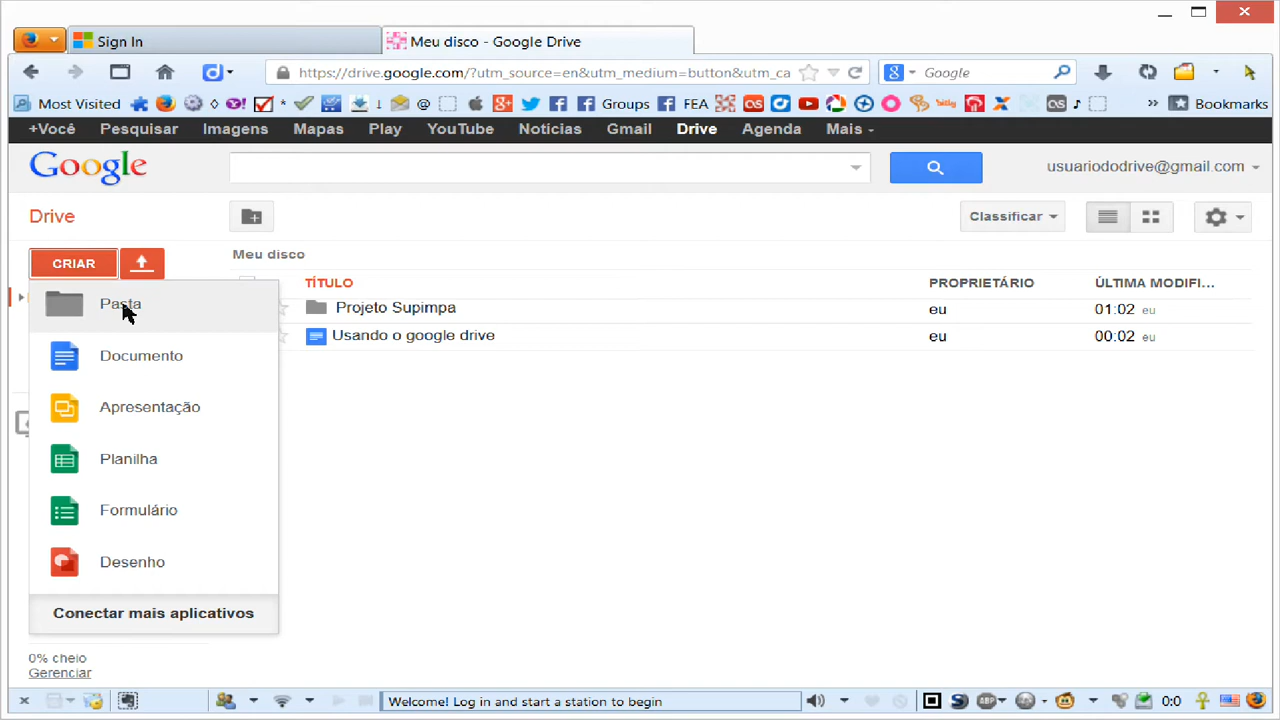 Sign In
Meu disco - Google Drive
https://drive.google.com/?utm_source=en&utm_medium=button&utm_ca
Google
Most Visited
Groups
FEA
Bookmarks
+Você Pesquisar Imagens Mapas Play YouTube Notícias Gmail Drive Agenda Mais
Google
usuariododrive@gmail.com
Drive
Classificar
CRIAR
Meu disco
TÍTULO PROPRIETÁRIO ÚLTIMA MODIFI...
Pasta
Projeto Supimpa eu 01:02 eu
Usando o google drive eu 00:02 eu
Documento
Apresentação
Planilha
Formulário
Desenho
Conectar mais aplicativos
0% cheio
Gerenciar
Welcome! Log in and start a station to begin
0:0